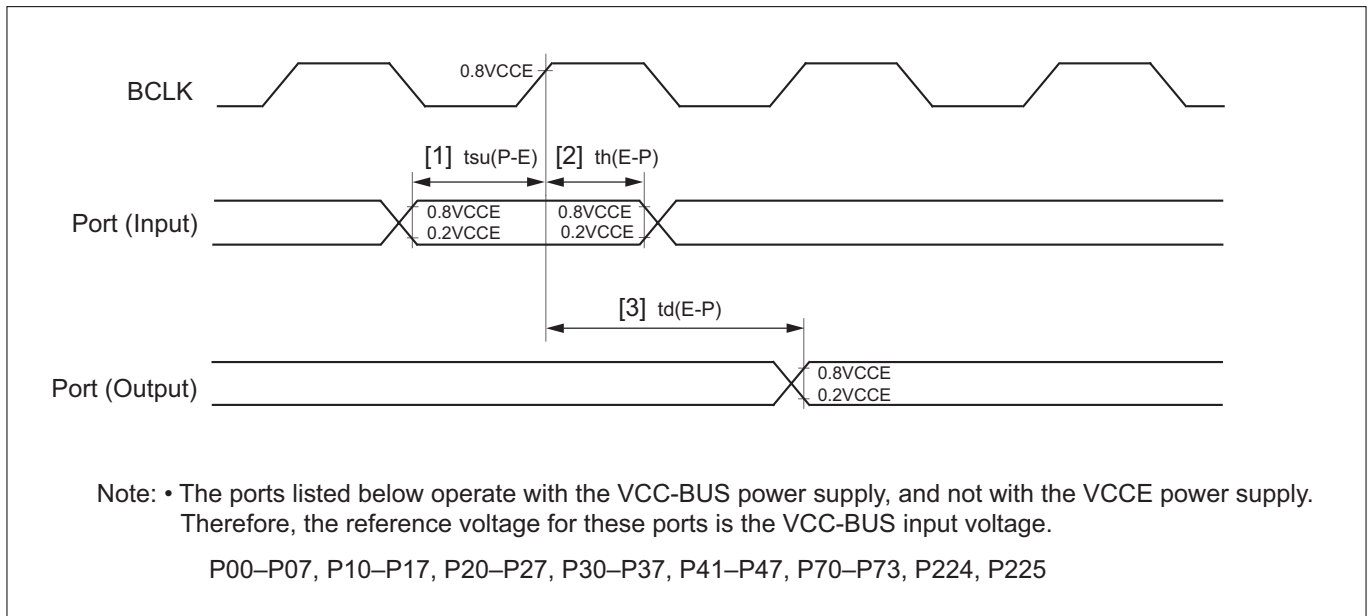 BCLK
0.8VCCE
[1] tsu(P-E) [2] th(E-P)
Port (Input)
0.8VCCE 0.8VCCE
0.2VCCE 0.2VCCE
[3] td(E-P)
Port (Output)
0.8VCCE
0.2VCCE
Note: • The ports listed below operate with the VCC-BUS power supply, and not with the VCCE power supply.
Therefore, the reference voltage for these ports is the VCC-BUS input voltage.
P00–P07, P10–P17, P20–P27, P30–P37, P41–P47, P70–P73, P224, P225